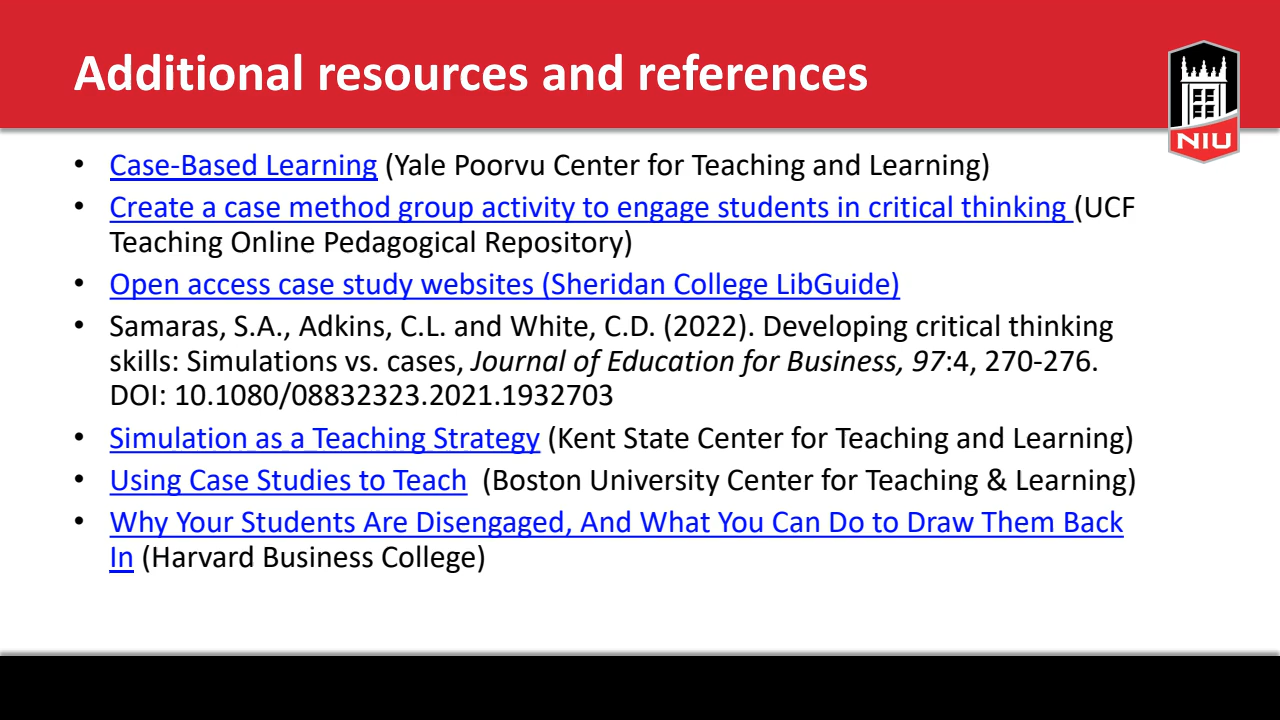 Additional resources and references
NIU
• Case-Based Learning (Yale Poorvu Center for Teaching and Learning)
• Create a case method group activity to engage students in critical thinking (UCF
Teaching Online Pedagogical Repository)
• Open access case study websites (Sheridan College LibGuide)
• Samaras, S.A., Adkins, C.L. and White, C.D. (2022). Developing critical thinking
skills: Simulations vs. cases, Journal of Education for Business, 97:4, 270-276.
DOI: 10.1080/08832323.2021.1932703
• Simulation as a Teaching Strategy (Kent State Center for Teaching and Learning)
• Using Case Studies to Teach (Boston University Center for Teaching & Learning)
• Why Your Students Are Disengaged, And What You Can Do to Draw Them Back
In (Harvard Business College)